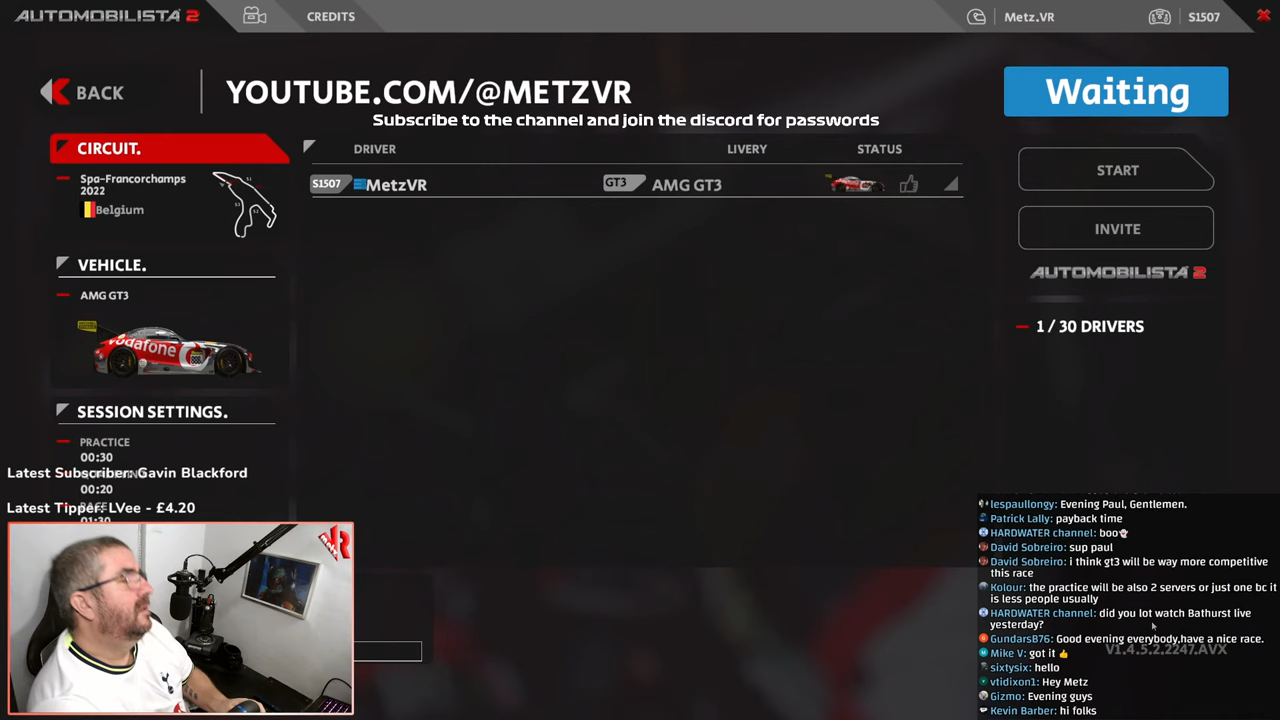 AUTOMOBILISTA 2
CREDITS
Metz.VR
S1507
BACK
YOUTUBE.COM/@METZVR
Waiting
Subscribe to the channel and join the discord for passwords
CIRCUIT.
DRIVER
LIVERY
STATUS
Spa-Francorchamps
2022
Belgium
S1507
MetzVR
GT3
AMG GT3
START
INVITE
VEHICLE.
AUTOMOBILISTA 2
AMG GT3
1 / 30 DRIVERS
vodafone
888
SESSION SETTINGS.
PRACTICE
00:30
Latest Subscriber: Gavin Blackford
00:20
Latest Tipper: LVee - £4.20
RACE
01:30
lespaullongy: Evening Paul, Gentlemen.
Patrick Lally: payback time
HARDWATER channel: boo👻
David Sobreiro: sup paul
David Sobreiro: i think gt3 will be way more competitive
this race
Kolour: the practice will be also 2 servers or just one bc it
is less people usually
HARDWATER channel: did you lot watch Bathurst live
yesterday?
GundarsB76: Good evening everybody,have a nice race.
Mike V: got it 👍
V1.4.5.2.2247.AVX
sixtysix: hello
vtidixon1: Hey Metz
Gizmo: Evening guys
Kevin Barber: hi folks